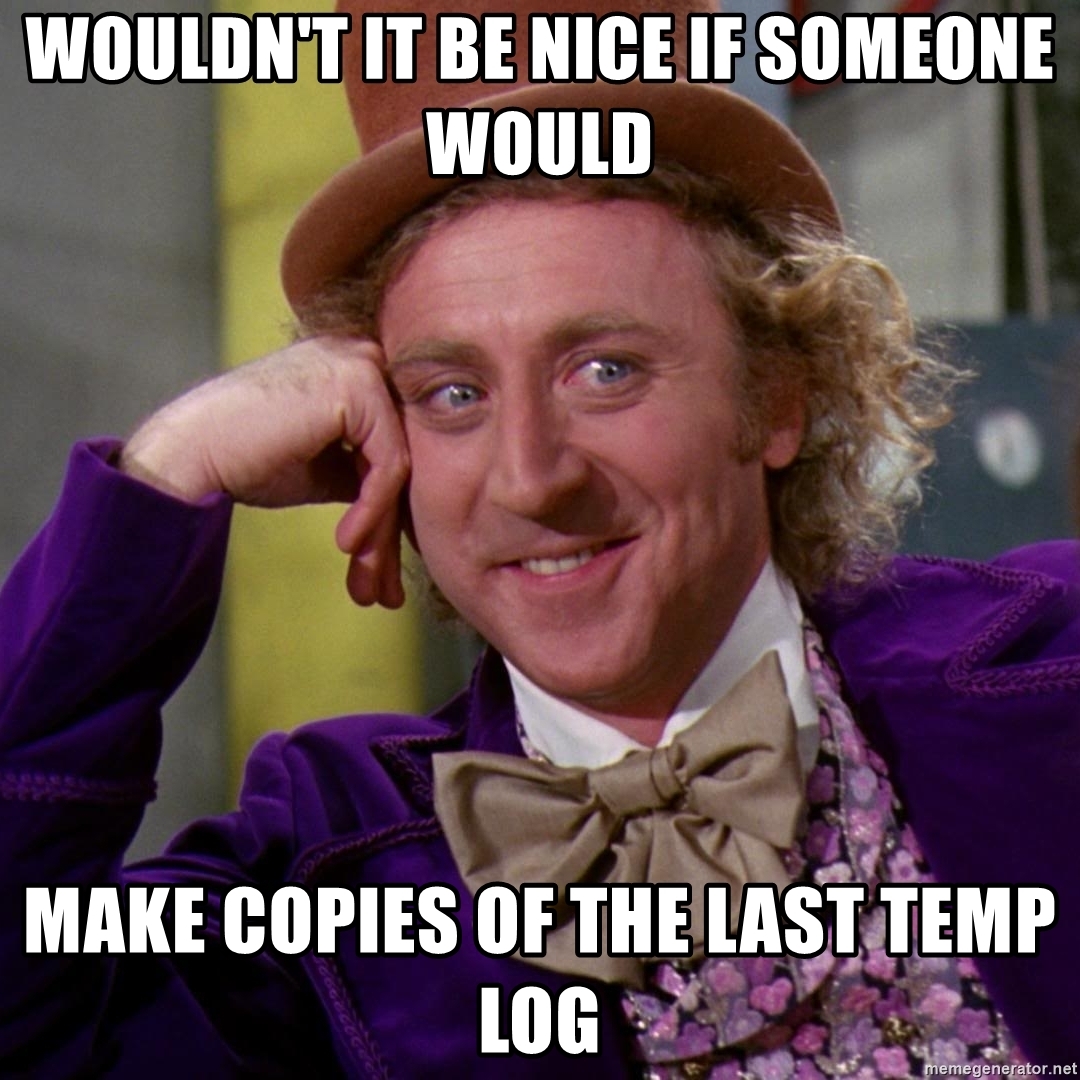 WOULDN'T IT BE NICE IF SOMEONE
WOULD
MAKE COPIES OF THE LAST TEMP
LOG
memegenerator.net